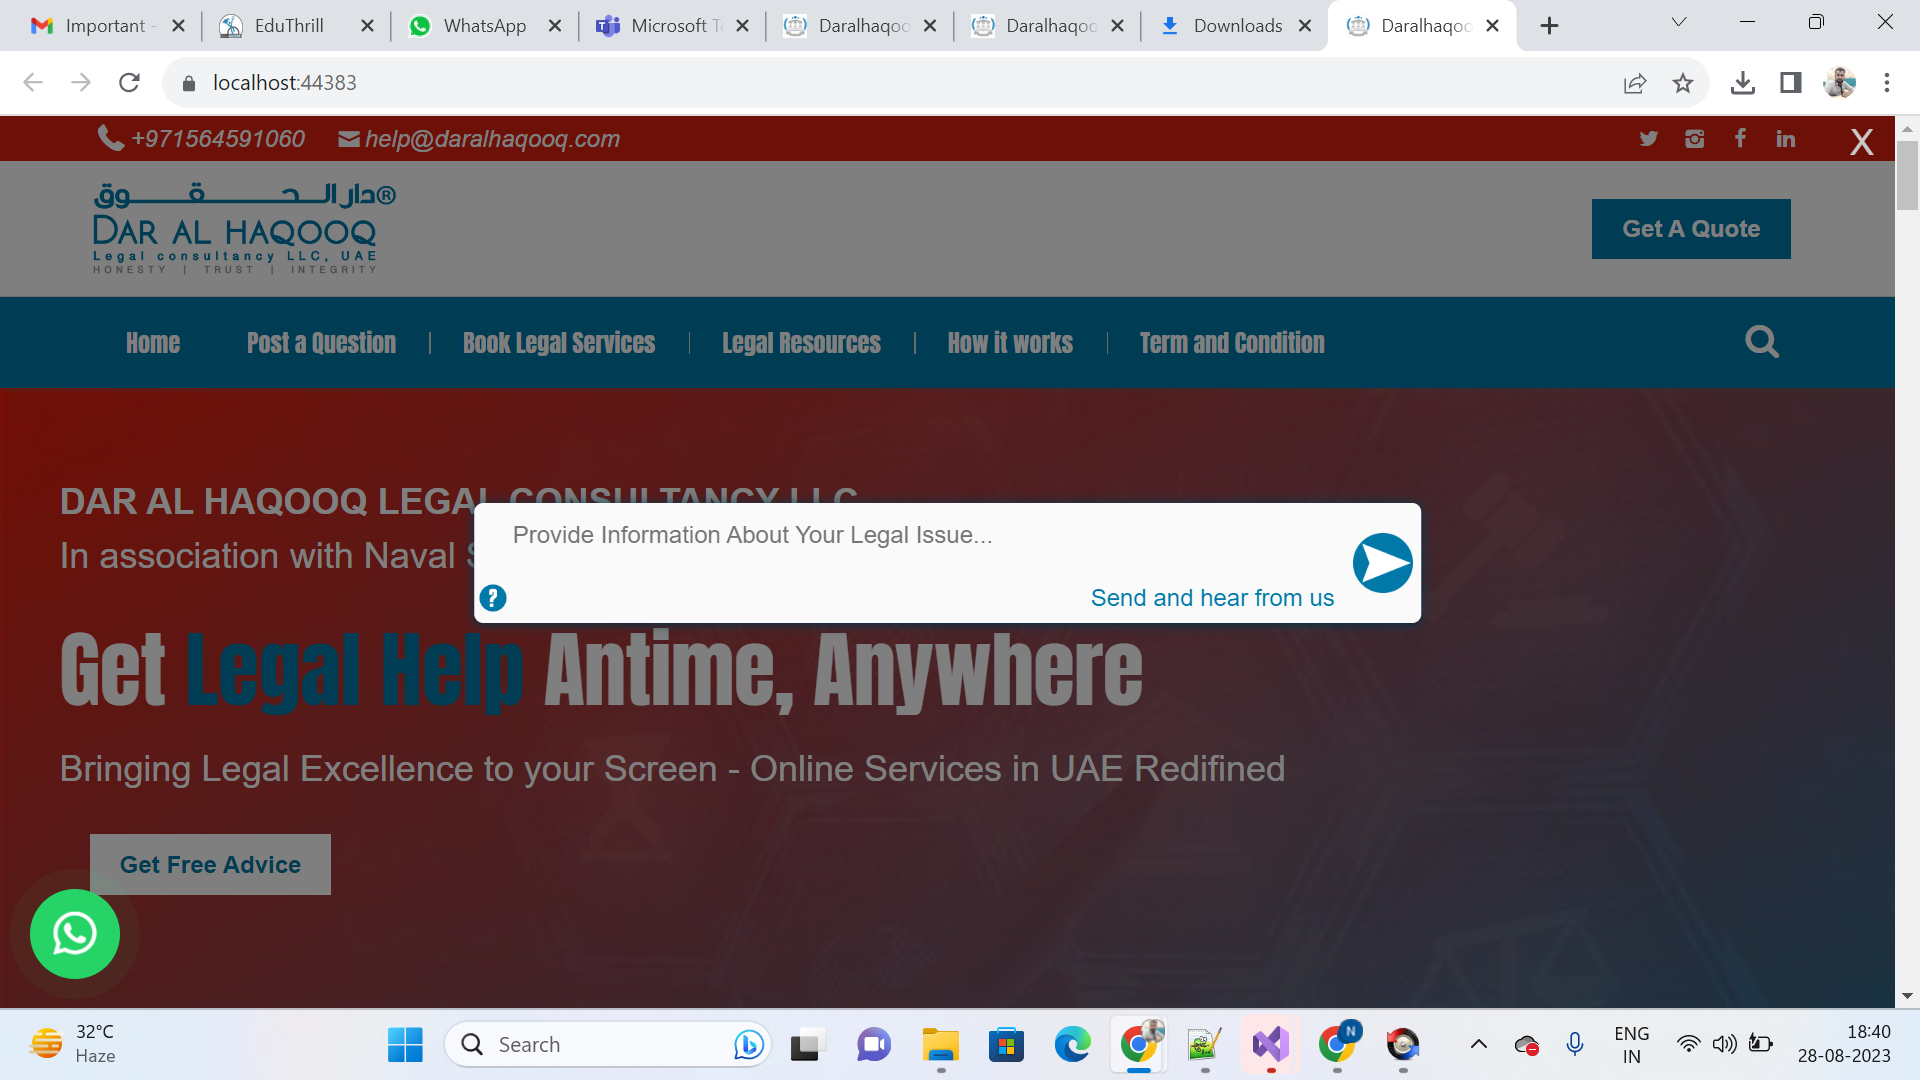 Important -
EduThrill
WhatsApp
Microsoft T
Daralhaqoo
Daralhaqoo
Downloads
Daralhaqoo
localhost:44383
+971564591060
help@daralhaqooq.com
X
دار الـحـــقـــوق®
DAR AL HAQOOQ
Legal consultancy LLC, UAE
HONESTY | TRUST | INTEGRITY
Get A Quote
Home
Post a Question
Book Legal Services
Legal Resources
How it works
Term and Condition
DAR AL HAQOOQ LEGAL CONSULTANCY LLC
In association with Naval
Provide Information About Your Legal Issue...
?
Send and hear from us
Get Legal Help Antime, Anywhere
Bringing Legal Excellence to your Screen - Online Services in UAE Redifined
Get Free Advice
32°C
Haze
Search
N
ENG
IN
18:40
28-08-2023